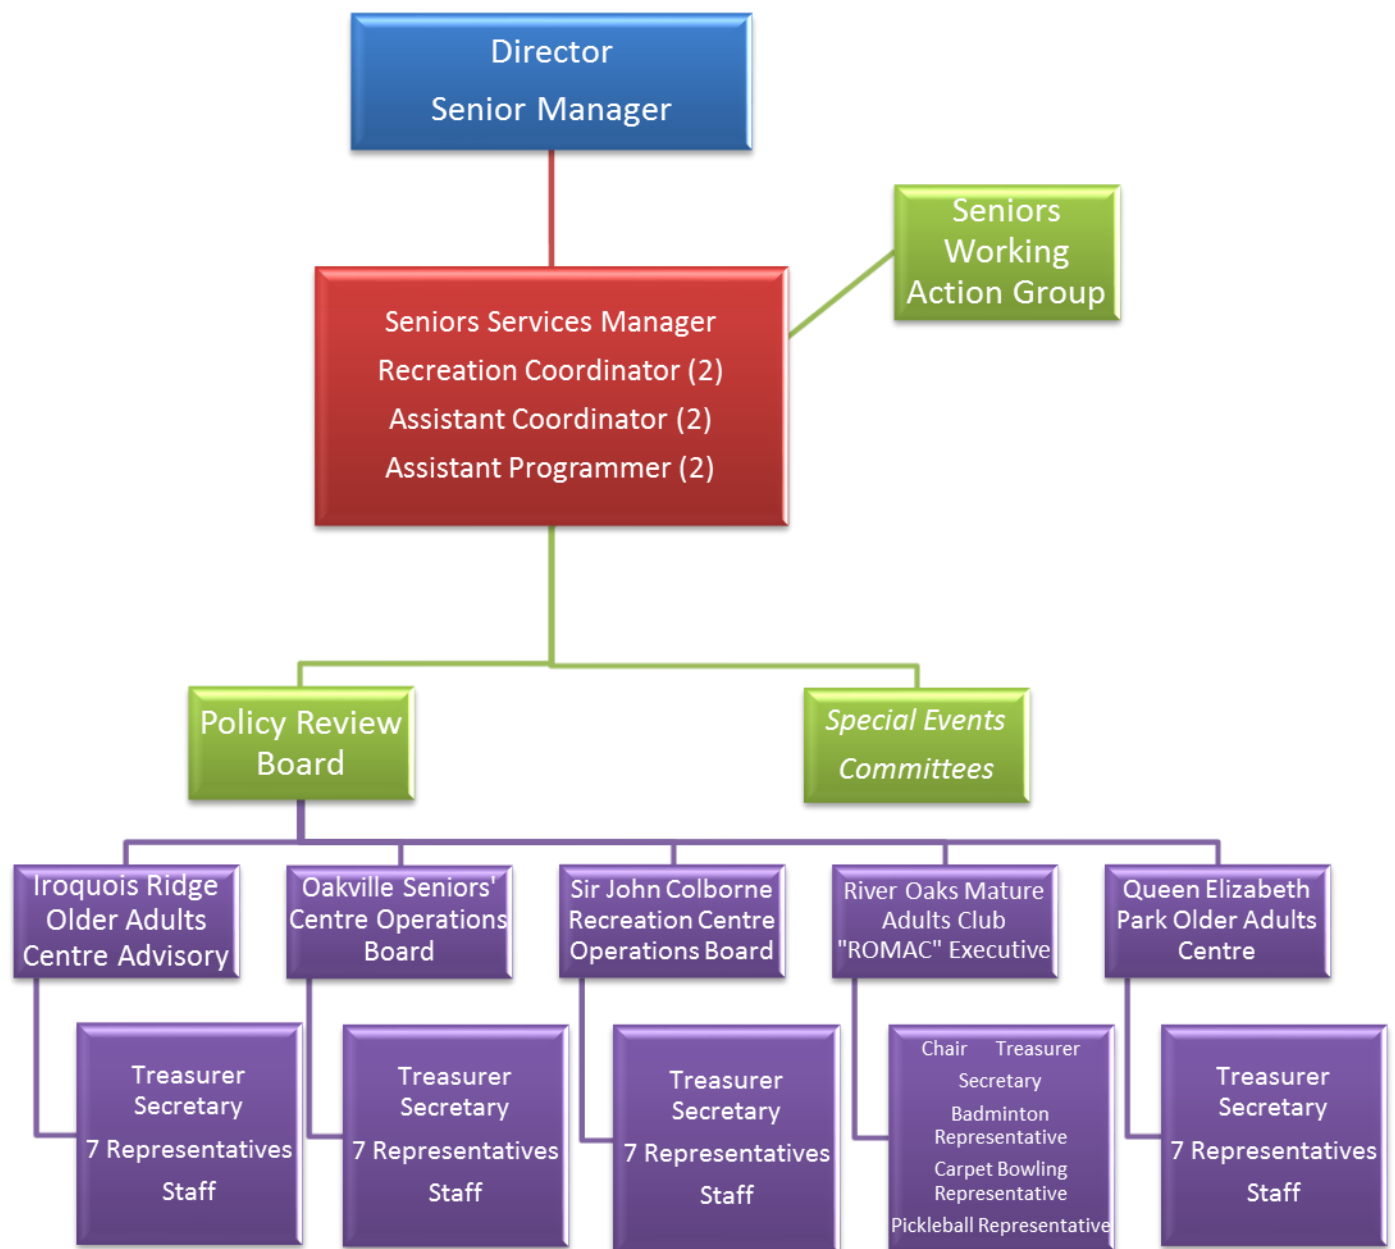 Director
Senior Manager
Seniors
Working
Action Group
Seniors Services Manager
Recreation Coordinator (2)
Assistant Coordinator (2)
Assistant Programmer (2)
Policy Review
Board
Special Events
Committees
Iroquois Ridge
Older Adults
Centre Advisory
Oakville Seniors'
Centre Operations
Board
Sir John Colborne
Recreation Centre
Operations Board
River Oaks Mature
Adults Club
"ROMAC" Executive
Queen Elizabeth
Park Older Adults
Centre
Treasurer
Secretary
7 Representatives
Staff
Treasurer
Secretary
7 Representatives
Staff
Treasurer
Secretary
7 Representatives
Staff
Chair Treasurer
Secretary
Badminton
Representative
Carpet Bowling
Representative
Pickleball Representative
Treasurer
Secretary
7 Representatives
Staff